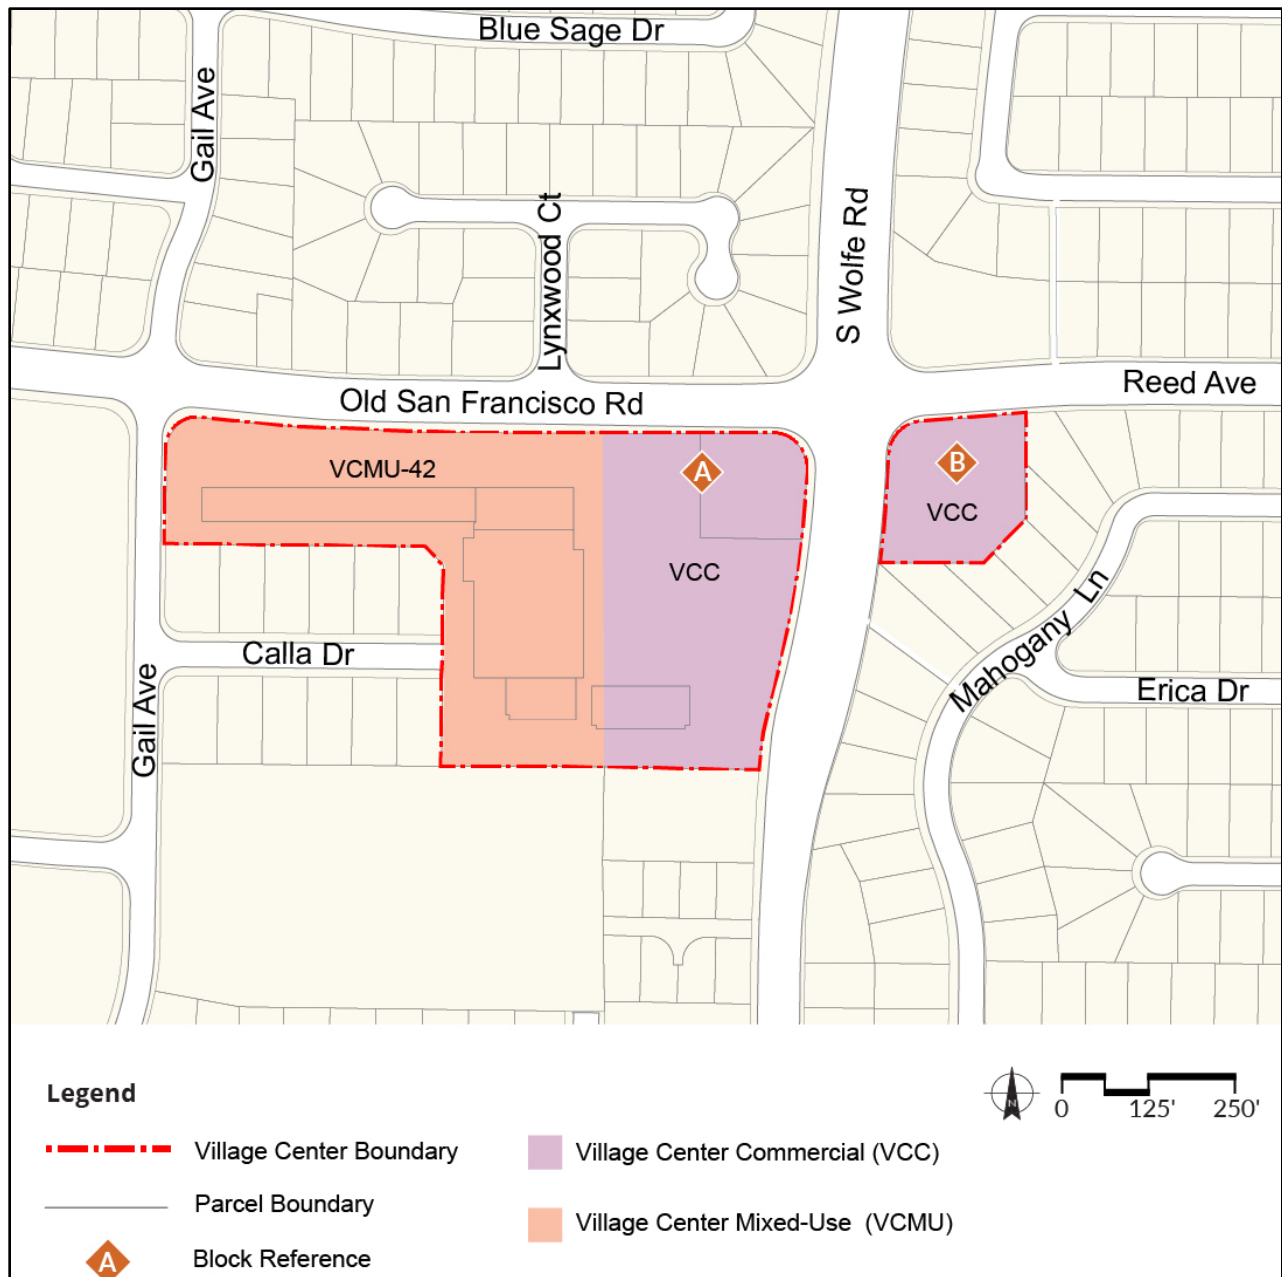 Blue Sage Dr
Gail Ave
Lynxwood Ct
S Wolfe Rd
Reed Ave
Old San Francisco Rd
VCMU-42
A
B
VCC
VCC
Calla Dr
Mahogany Ln
Erica Dr
Gail Ave
Legend
N
0 125' 250'
Village Center Boundary
Village Center Commercial (VCC)
Parcel Boundary
Village Center Mixed-Use (VCMU)
A
Block Reference